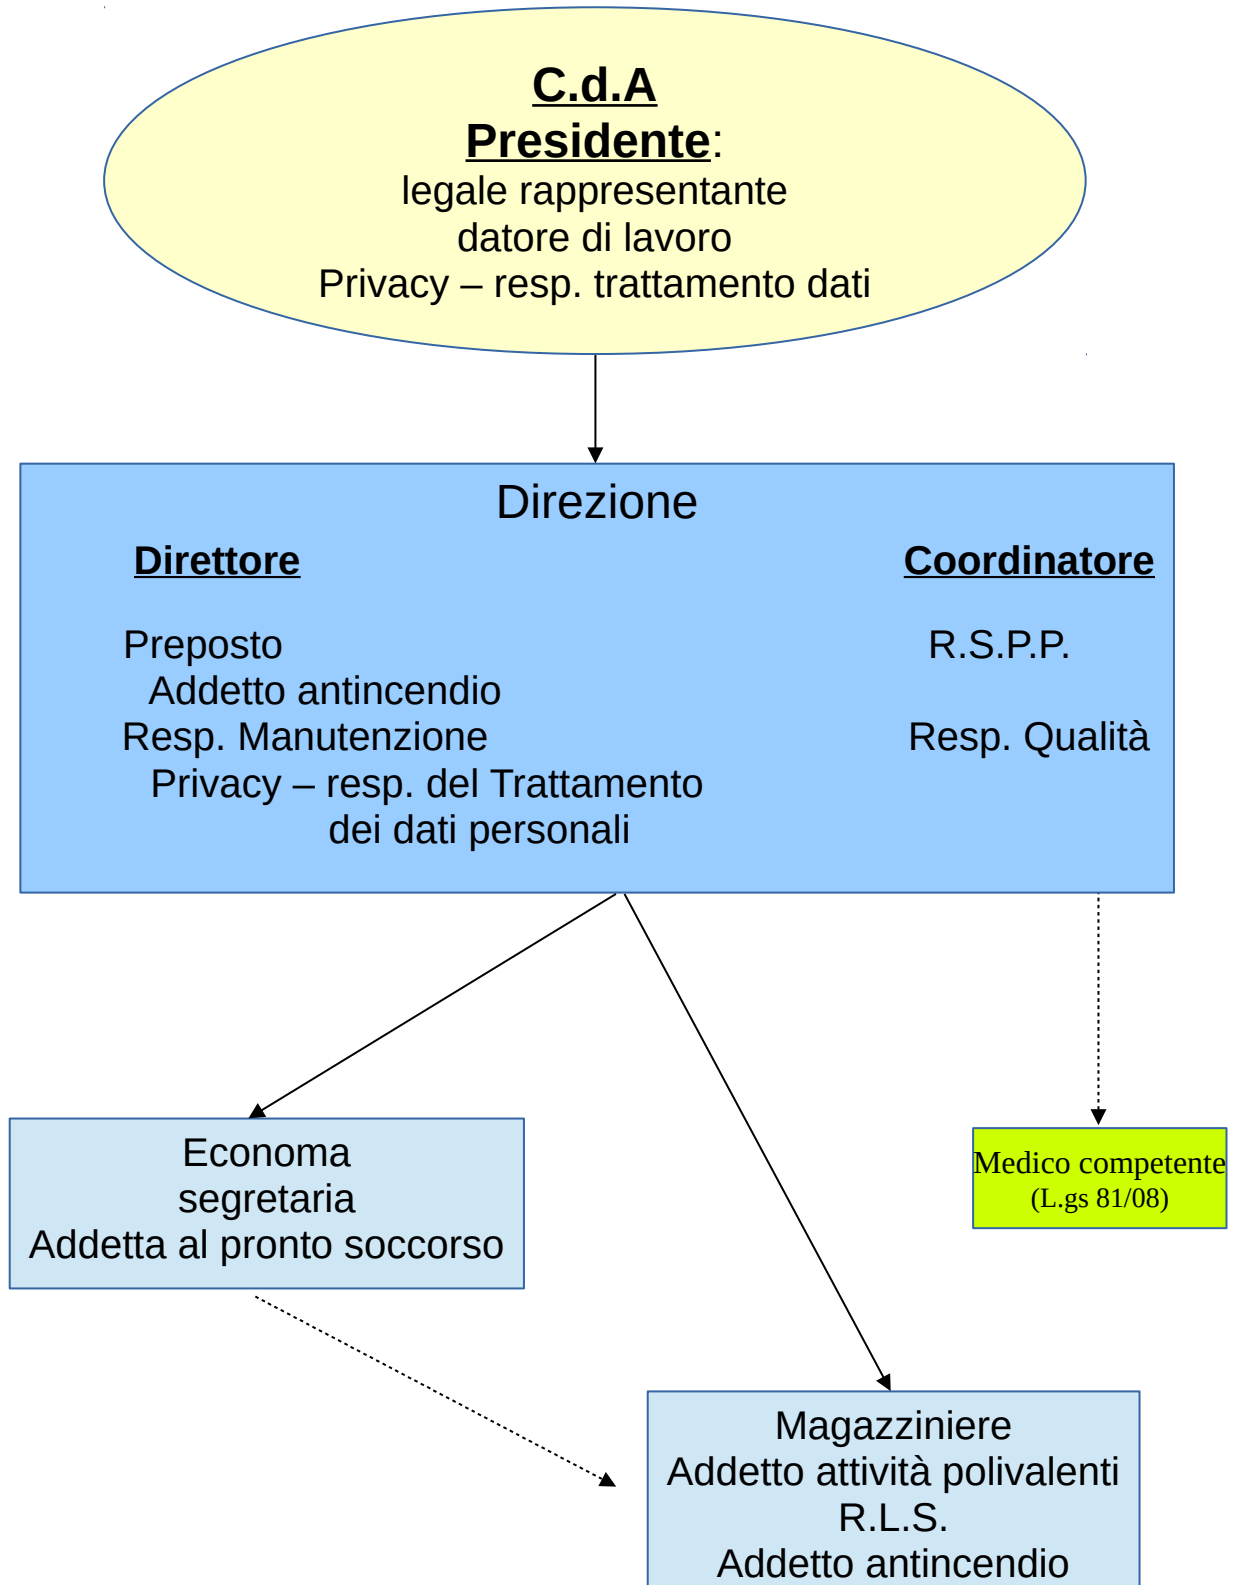 C.d.A
Presidente:
legale rappresentante
datore di lavoro
Privacy – resp. trattamento dati
Direzione
Direttore Coordinatore
Preposto R.S.P.P.
Addetto antincendio
Resp. Manutenzione Resp. Qualità
Privacy – resp. del Trattamento
dei dati personali
Economa
segretaria
Addetta al pronto soccorso
Medico competente
(L.gs 81/08)
Magazziniere
Addetto attività polivalenti
R.L.S.
Addetto antincendio